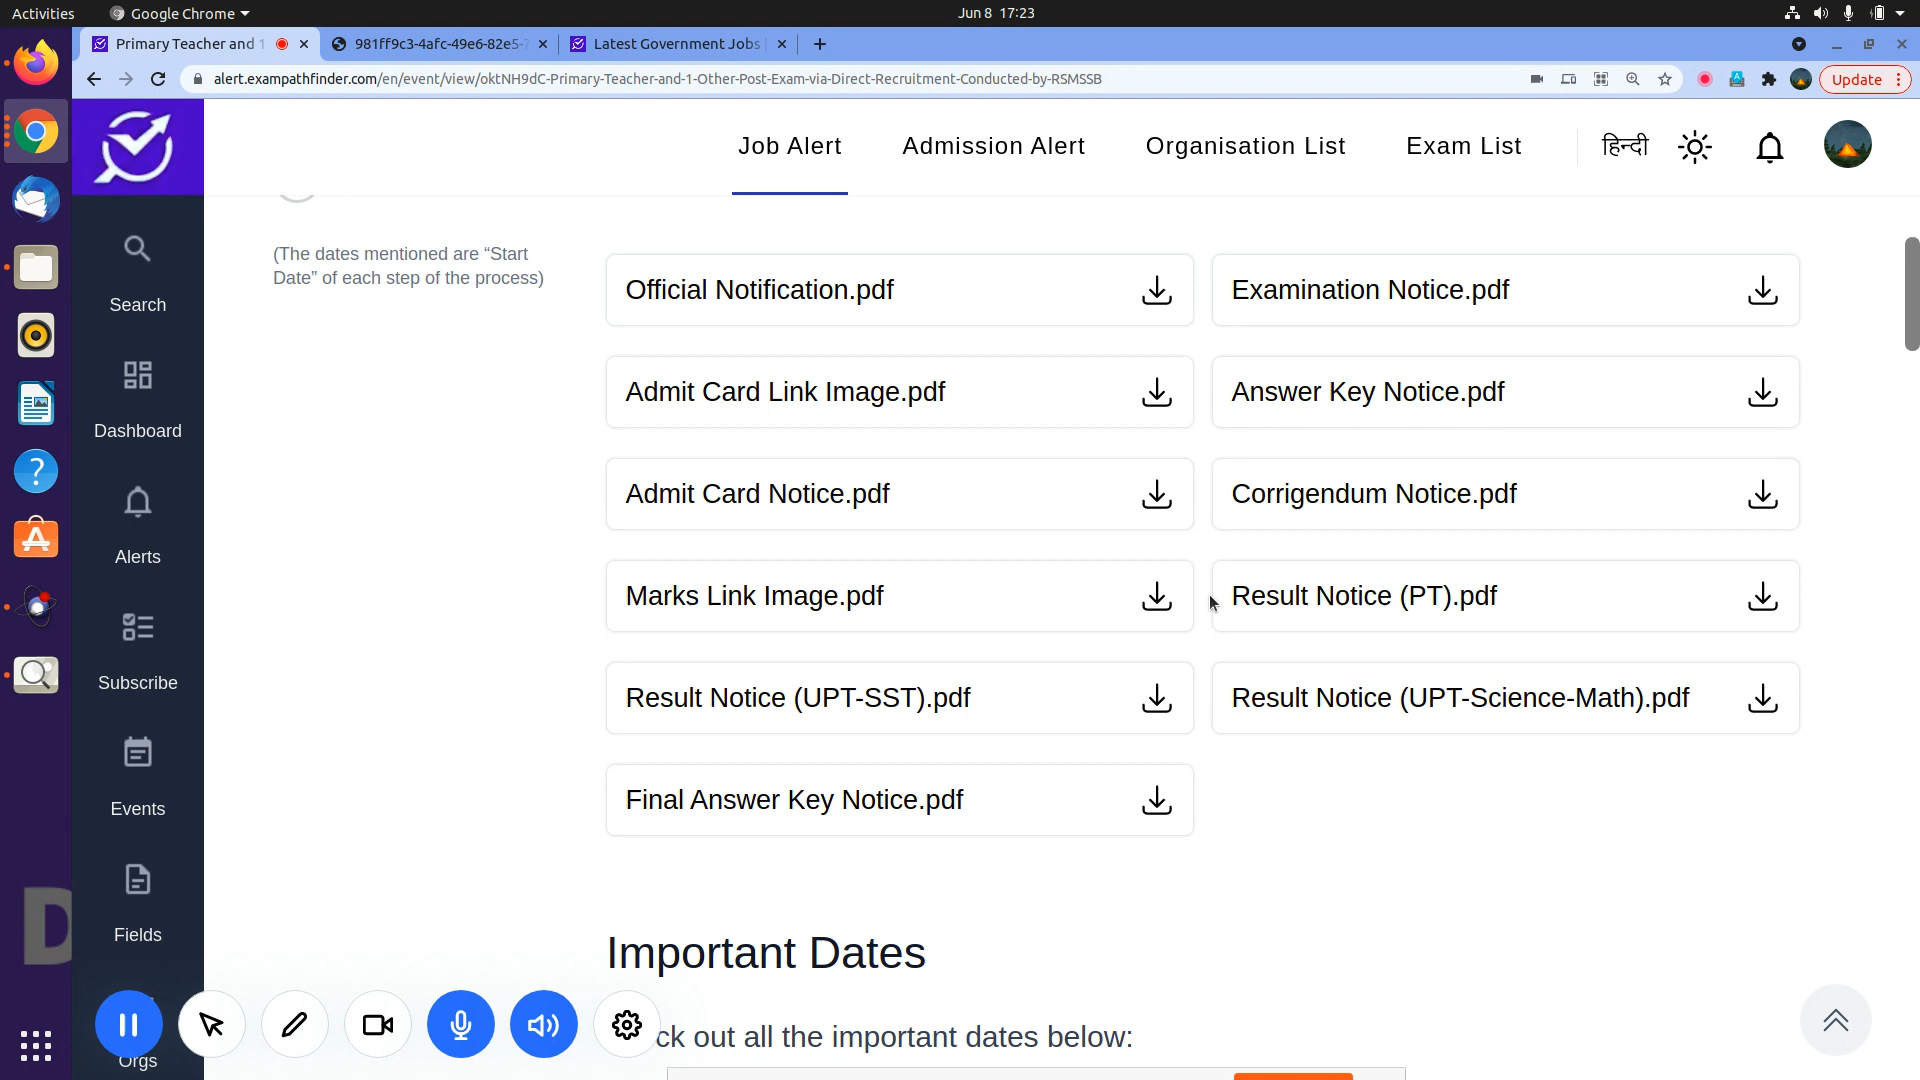 Activities
Google Chrome
Jun 8 17:23
Primary Teacher and 1
981ff9c3-4afc-49e6-82e5-7
Latest Government Jobs
alert.exampathfinder.com/en/event/view/oktNH9dC-Primary-Teacher-and-1-Other-Post-Exam-via-Direct-Recruitment-Conducted-by-RSMSSB
Update
Job Alert
Admission Alert
Organisation List
Exam List
हिन्दी
Search
Dashboard
Alerts
Subscribe
Events
Fields
Orgs
(The dates mentioned are “Start
Date” of each step of the process)
Official Notification.pdf
Examination Notice.pdf
Admit Card Link Image.pdf
Answer Key Notice.pdf
Admit Card Notice.pdf
Corrigendum Notice.pdf
Marks Link Image.pdf
Result Notice (PT).pdf
Result Notice (UPT-SST).pdf
Result Notice (UPT-Science-Math).pdf
Final Answer Key Notice.pdf
Important Dates
ck out all the important dates below: